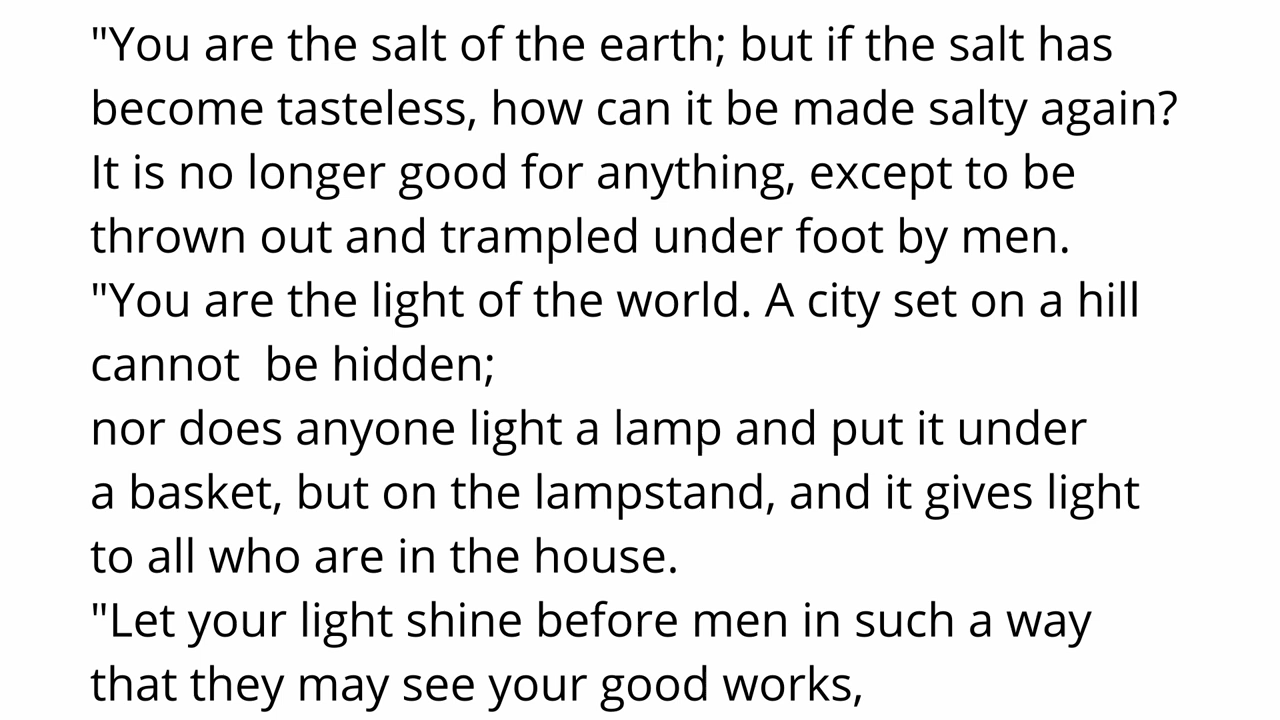 "You are the salt of the earth; but if the salt has
become tasteless, how can it be made salty again?
It is no longer good for anything, except to be
thrown out and trampled under foot by men.
"You are the light of the world. A city set on a hill
cannot  be hidden;
nor does anyone light a lamp and put it under
a basket, but on the lampstand, and it gives light
to all who are in the house.
"Let your light shine before men in such a way
that they may see your good works,